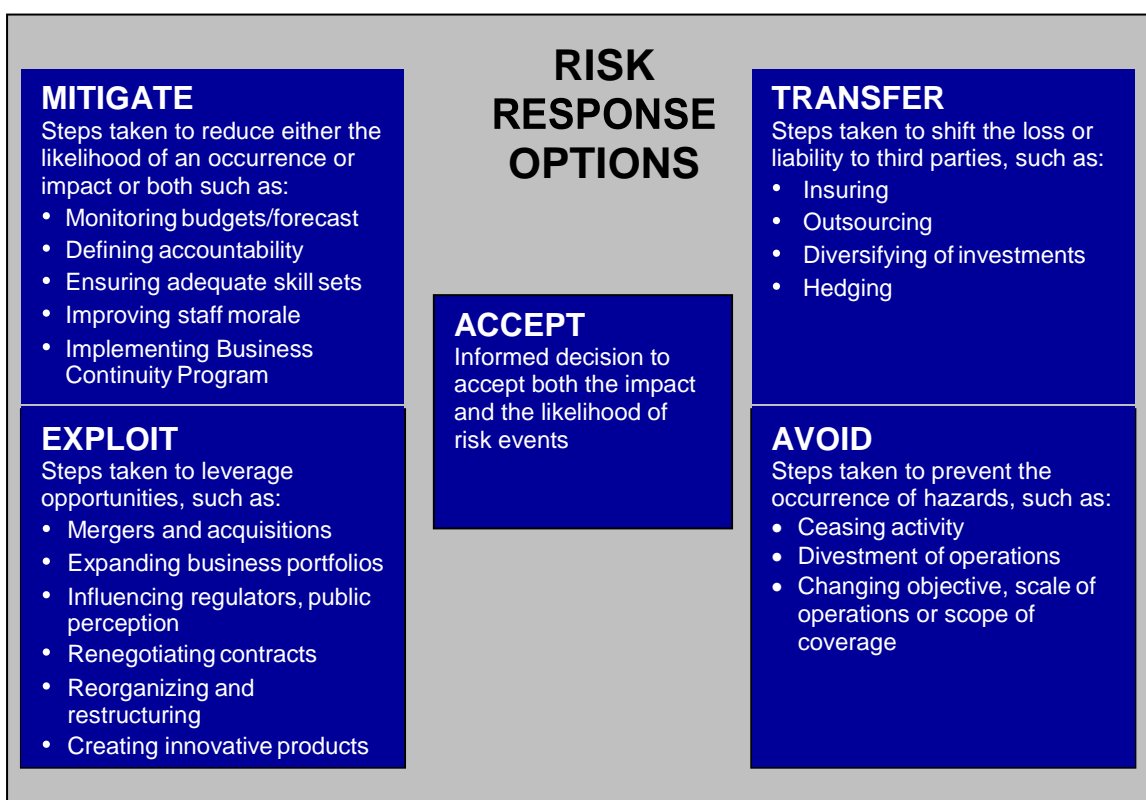 RISK
RESPONSE
OPTIONS
MITIGATE
Steps taken to reduce either the
likelihood of an occurrence or
impact or both such as:
• Monitoring budgets/forecast
• Defining accountability
• Ensuring adequate skill sets
• Improving staff morale
• Implementing Business
Continuity Program
TRANSFER
Steps taken to shift the loss or
liability to third parties, such as:
• Insuring
• Outsourcing
• Diversifying of investments
• Hedging
ACCEPT
Informed decision to
accept both the impact
and the likelihood of
risk events
EXPLOIT
Steps taken to leverage
opportunities, such as:
• Mergers and acquisitions
• Expanding business portfolios
• Influencing regulators, public
perception
• Renegotiating contracts
• Reorganizing and
restructuring
• Creating innovative products
AVOID
Steps taken to prevent the
occurrence of hazards, such as:
• Ceasing activity
• Divestment of operations
• Changing objective, scale of
operations or scope of
coverage